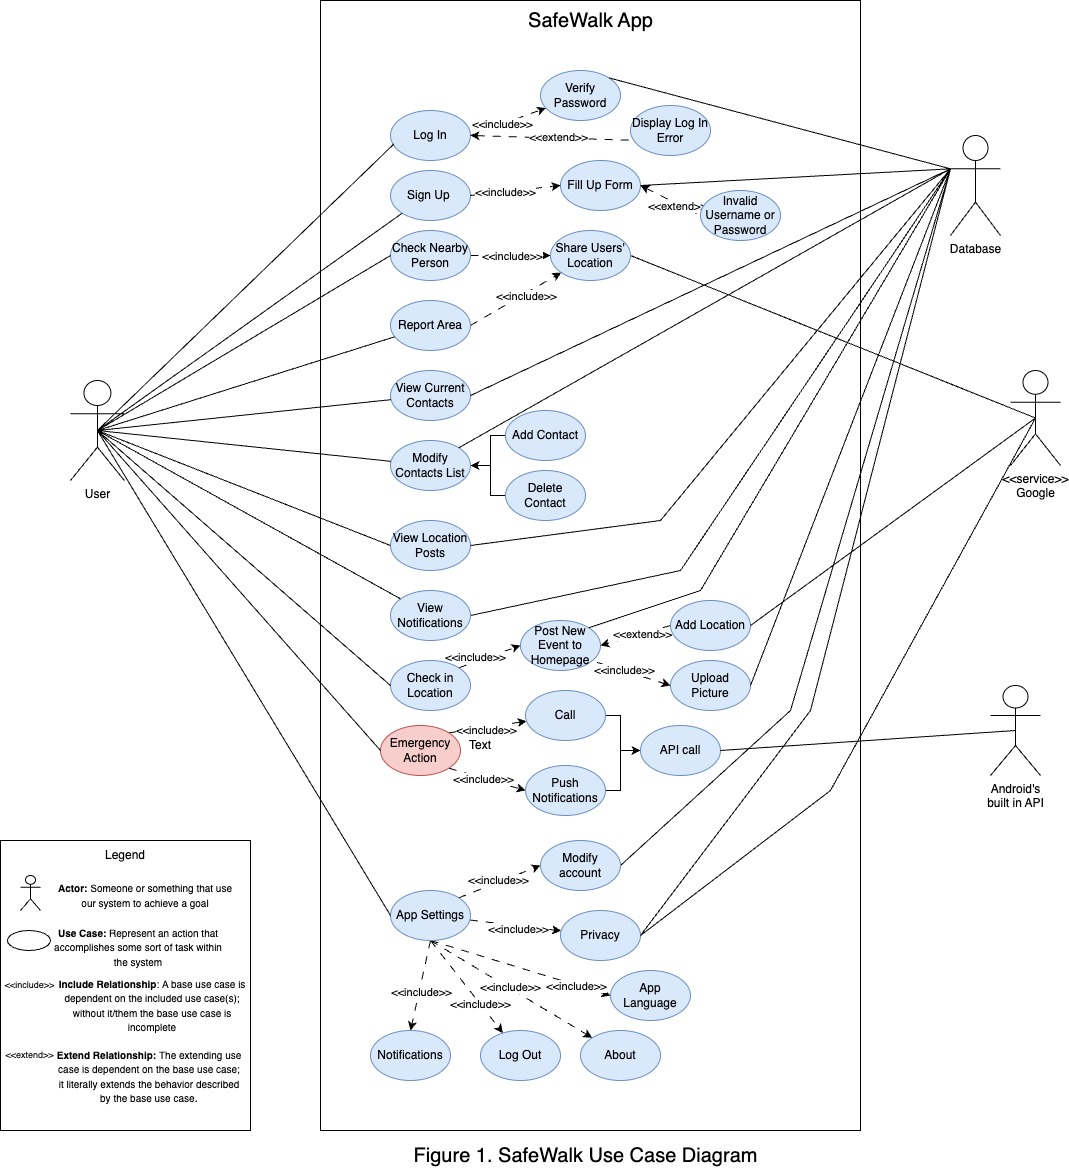 SafeWalk App
Verify
Password
<<include>>
Log In
Display Log In
Error
<<extend>>
Sign Up
<<include>>
Fill Up Form
<<extend>>
Invalid
Username or
Password
Database
Check Nearby
Person
<<include>>
Share Users'
Location
<<include>>
Report Area
View Current
Contacts
Add Contact
Modify
Contacts List
Delete
Contact
User
<<service>>
Google
View Location
Posts
View
Notifications
Post New
Event to
Homepage
<<extend>>
Add Location
<<include>>
<<include>>
Check in
Location
Upload
Picture
Call
<<include>>
Text
Emergency
Action
API call
<<include>>
Push
Notifications
Android's
built in API
Modify
account
<<include>>
App Settings
<<include>>
Privacy
<<include>>
<<include>>
<<include>>
<<include>>
App
Language
Notifications
Log Out
About
Legend
Actor: Someone or something that use
our system to achieve a goal
Use Case: Represent an action that
accomplishes some sort of task within
the system
<<include>> Include Relationship: A base use case is
dependent on the included use case(s);
without it/them the base use case is
incomplete
<<extend>> Extend Relationship: The extending use
case is dependent on the base use case;
it literally extends the behavior described
by the base use case.
Figure 1. SafeWalk Use Case Diagram